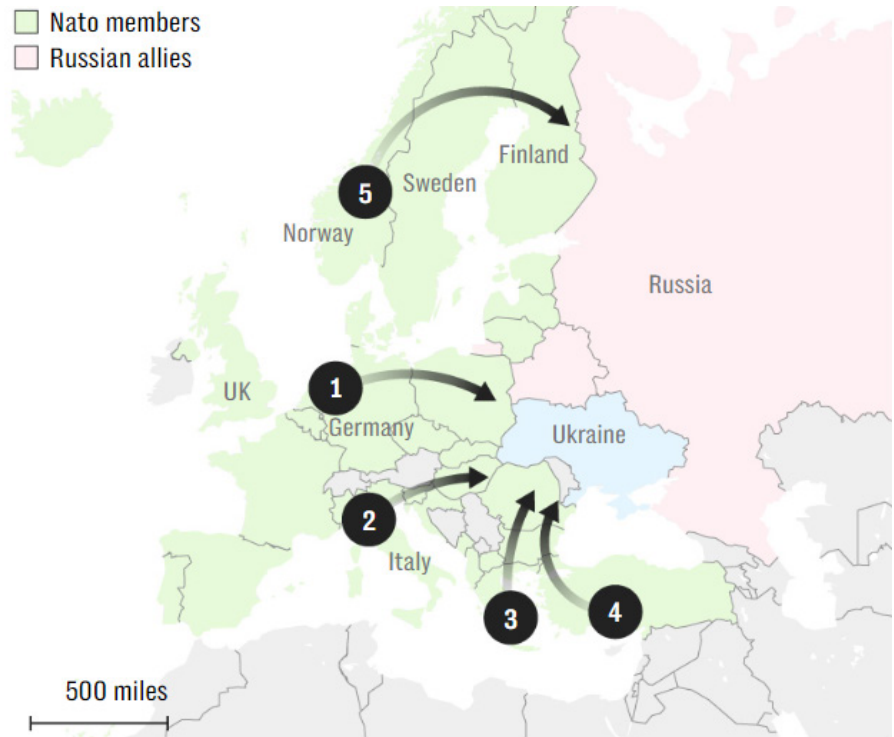 Nato members
Russian allies
Finland
5
Sweden
Norway
Russia
1
UK
Germany
Ukraine
2
Italy
3
4
500 miles